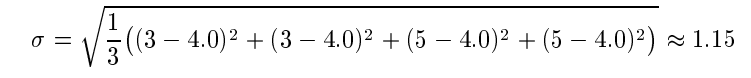 σ = √(1/3((3 − 4.0)² + (3 − 4.0)² + (5 − 4.0)² + (5 − 4.0)²)) ≈ 1.15